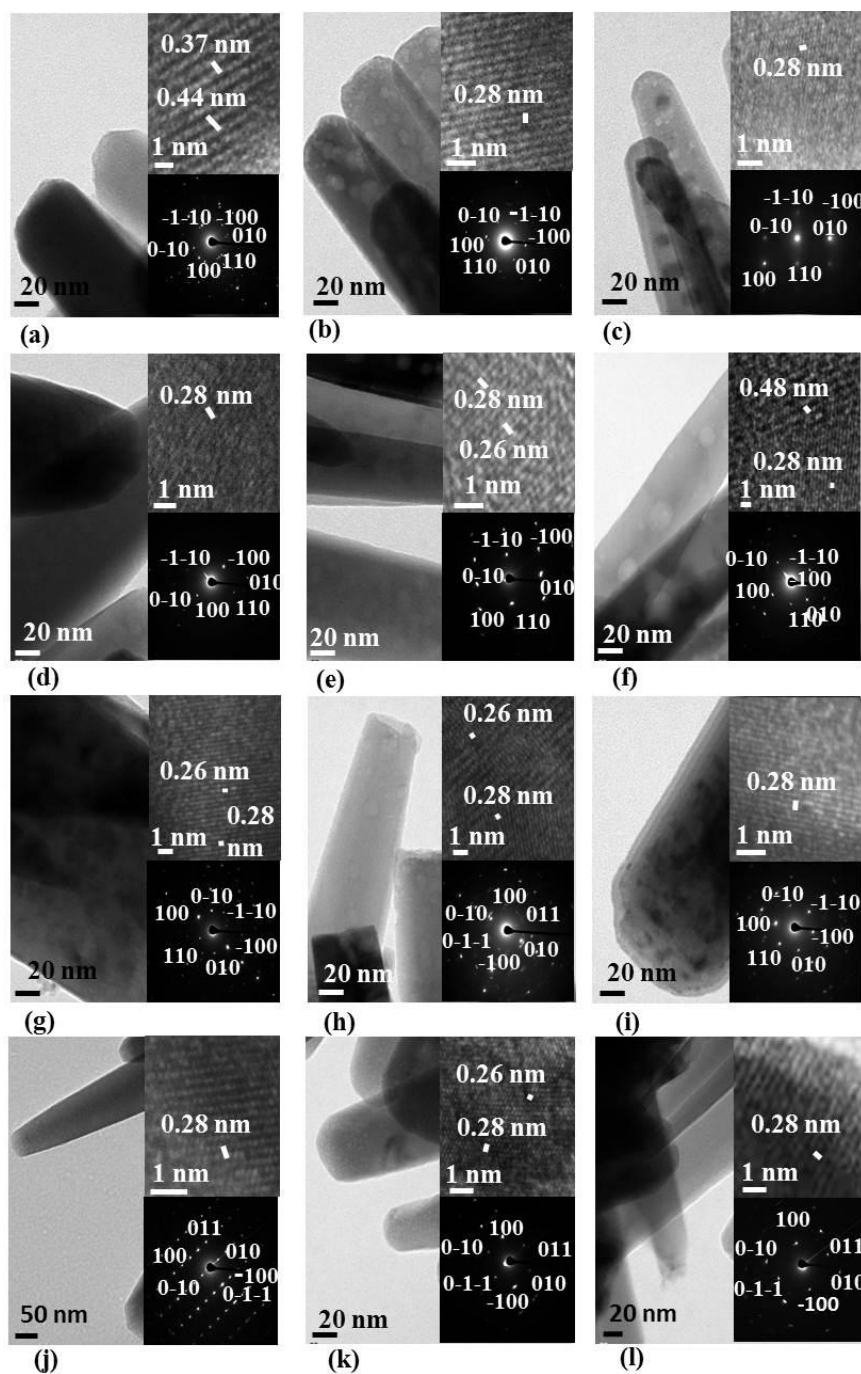 0.37 nm
0.44 nm
1 nm
-1-10 -100
0-10 010
100 110
20 nm
(a)
0.28 nm
1 nm
0-10 -1-10
100 -100
110 010
20 nm
(b)
0.28 nm
1 nm
-1-10 -100
0-10 010
100 110
20 nm
(c)
0.28 nm
1 nm
-1-10 -100
010
0-10 100 110
20 nm
(d)
0.28 nm
0.26 nm
1 nm
-1-10 -100
0-10 010
100 110
20 nm
(e)
0.48 nm
0.28 nm
1 nm
0-10 -1-10
100 -100
110 010
20 nm
(f)
0.26 nm
0.28
nm
1 nm
0-10
100 -1-10
-100
110 010
20 nm
(g)
0.26 nm
0.28 nm
1 nm
100
0-10 011
0-1-1 010
-100
20 nm
(h)
0.28 nm
1 nm
0-10 -1-10
100 -100
110 010
20 nm
(i)
0.28 nm
1 nm
011
100 010
-100
0-10 0-1-1
50 nm
(j)
0.26 nm
0.28 nm
1 nm
100
0-10 011
0-1-1 010
-100
20 nm
(k)
0.28 nm
1 nm
100
0-10 011
0-1-1 010
-100
20 nm
(l)